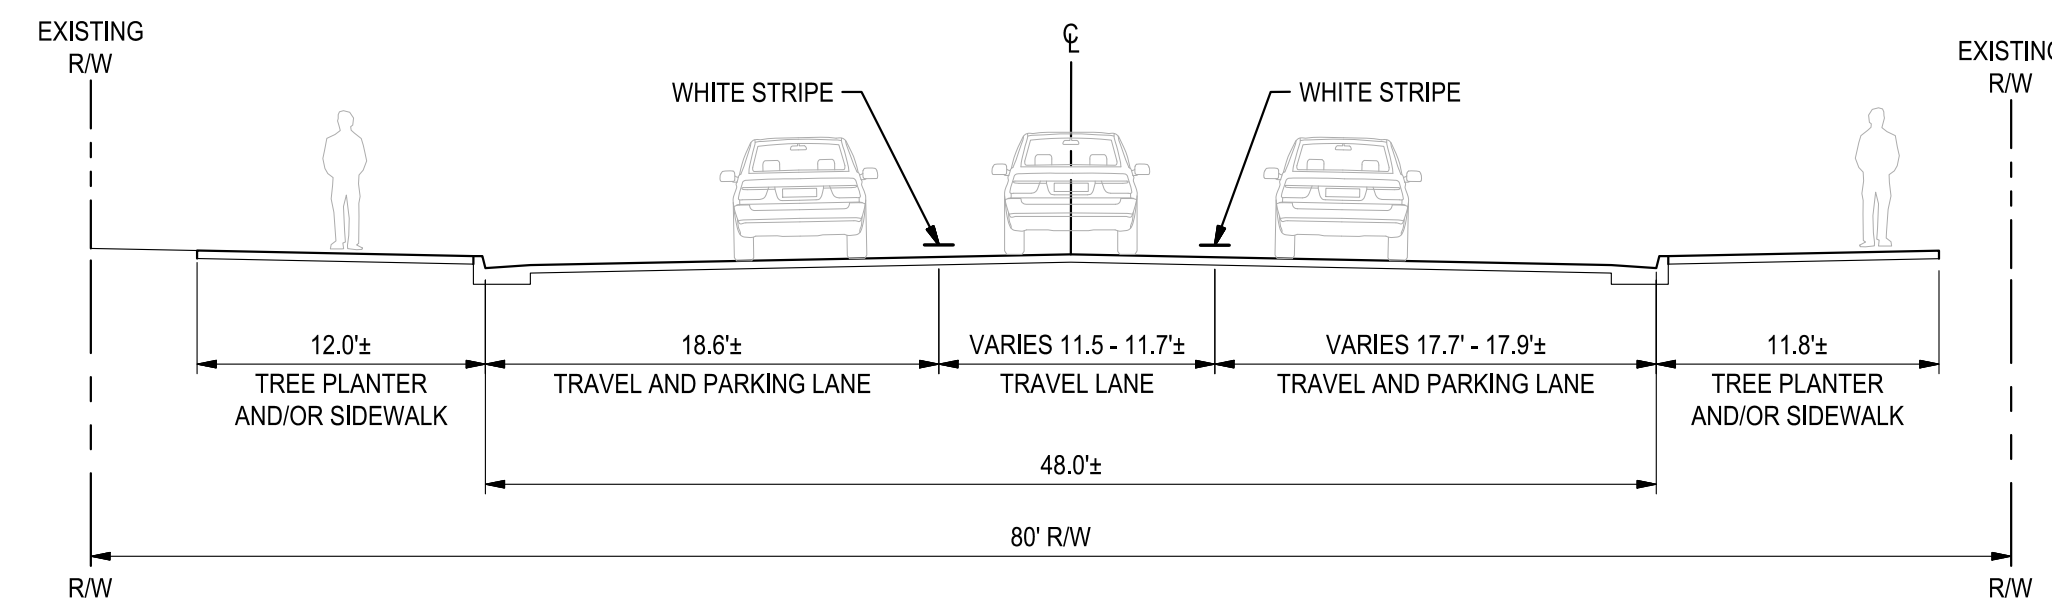 EXISTING
R/W
℄
EXISTING
R/W
WHITE STRIPE
WHITE STRIPE
12.0'±
TREE PLANTER
AND/OR SIDEWALK
18.6'±
TRAVEL AND PARKING LANE
VARIES 11.5 - 11.7'±
TRAVEL LANE
VARIES 17.7' - 17.9'±
TRAVEL AND PARKING LANE
11.8'±
TREE PLANTER
AND/OR SIDEWALK
48.0'±
80' R/W
R/W
R/W